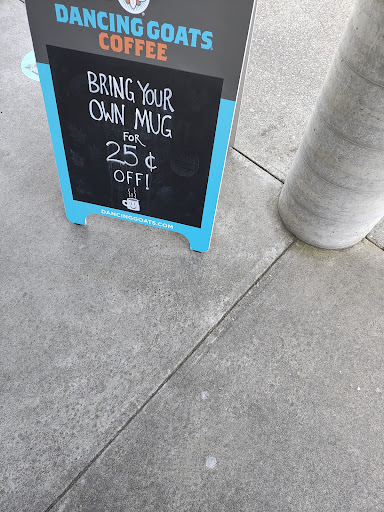 DANCING GOATS
COFFEE
BRING YOUR
OWN MUG
FOR
25¢
OFF!
DANCINGGOATS.COM